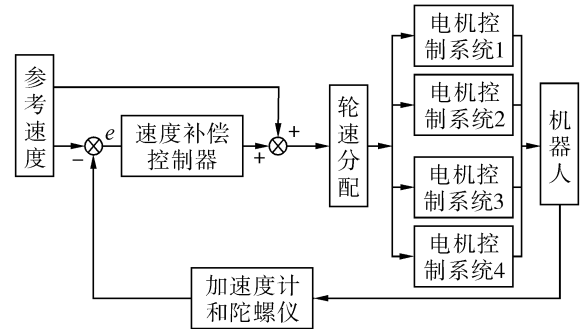 参考速度
−
e
速度补偿
控制器
+
+
轮速分配
电机控
制系统1
电机控
制系统2
电机控
制系统3
电机控
制系统4
机器人
加速度计
和陀螺仪